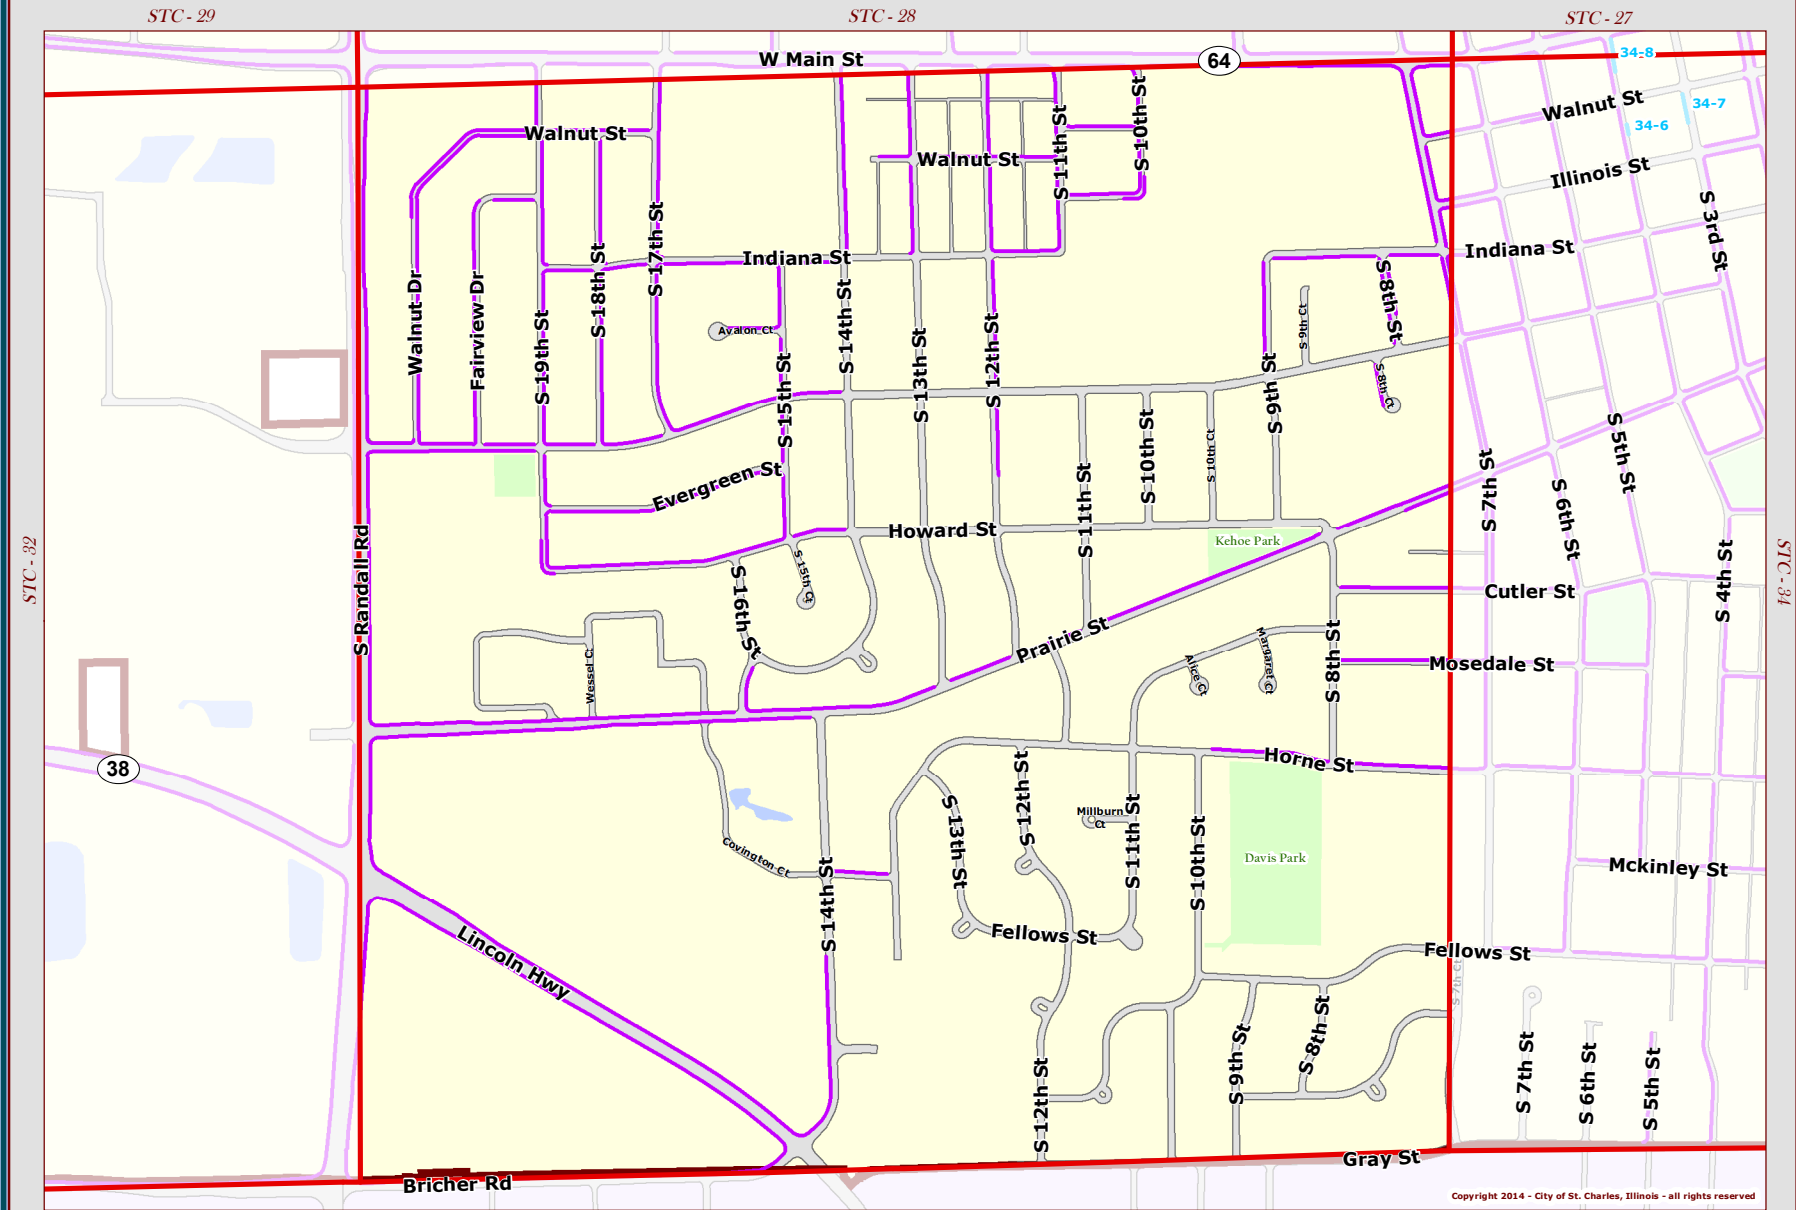 STC - 29
STC - 28
STC - 27
W Main St
64
34-8
34-7
34-6
Walnut St
Walnut St
Walnut St
Illinois St
S 10th St
S 11th St
S 3rd St
Indiana St
Indiana St
S 17th St
S 18th St
S 19th St
Walnut Dr
Fairview Dr
Avalon Ct
S 15th St
S 14th St
S 13th St
S 12th St
S 9th St
S 9th Ct
S 8th St
S 8th Ct
S 10th St
S 10th Ct
S 11th St
Evergreen St
Howard St
Kehoe Park
S 7th St
S 6th St
S 5th St
S 4th St
STC - 32
STC - 34
S Randall Rd
S 15th Ct
S 16th St
Cutler St
Prairie St
Wessel Ct
Alice Ct
Margaret Ct
S 8th St
Mosedale St
38
Horne St
S 12th St
S 13th St
Millburn
Ct
S 11th St
S 10th St
Davis Park
Mckinley St
Covington Ct
S 14th St
Fellows St
Fellows St
Lincoln Hwy
S 7th Ct
S 12th St
S 9th St
S 8th St
S 7th St
S 6th St
S 5th St
Gray St
Bricher Rd
Copyright 2014 - City of St. Charles, Illinois - all rights reserved